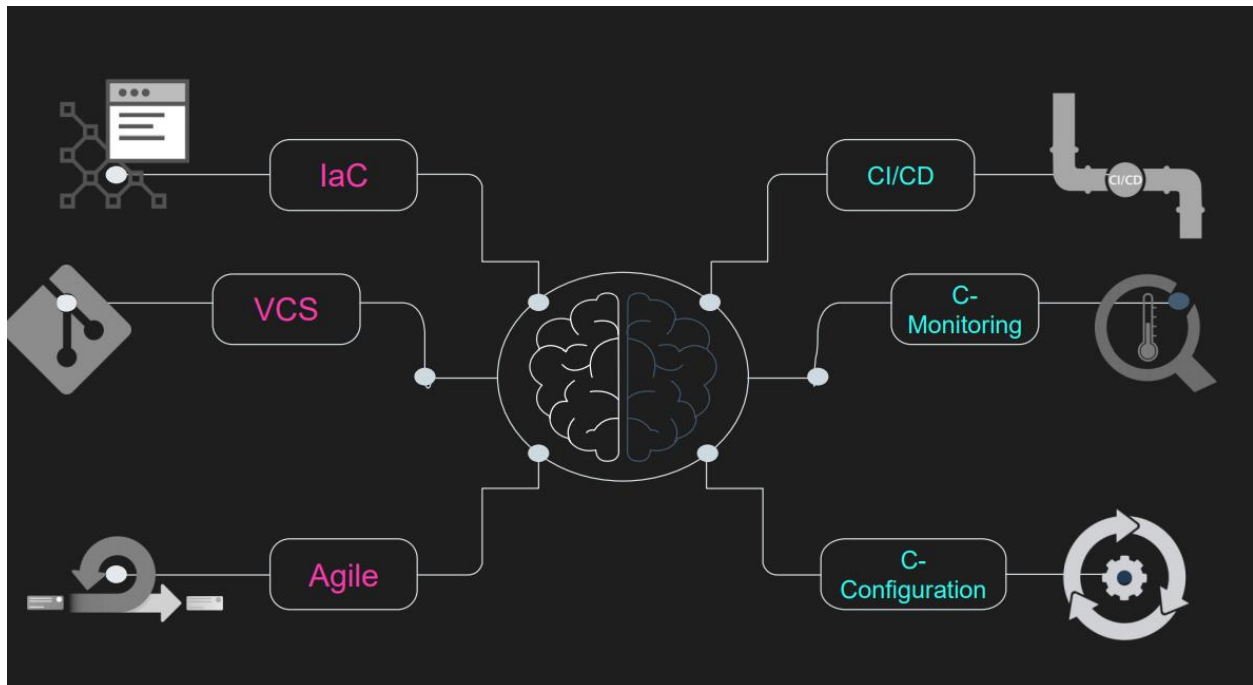 IaC
CI/CD
CI/CD
VCS
C-
Monitoring
Agile
C-
Configuration